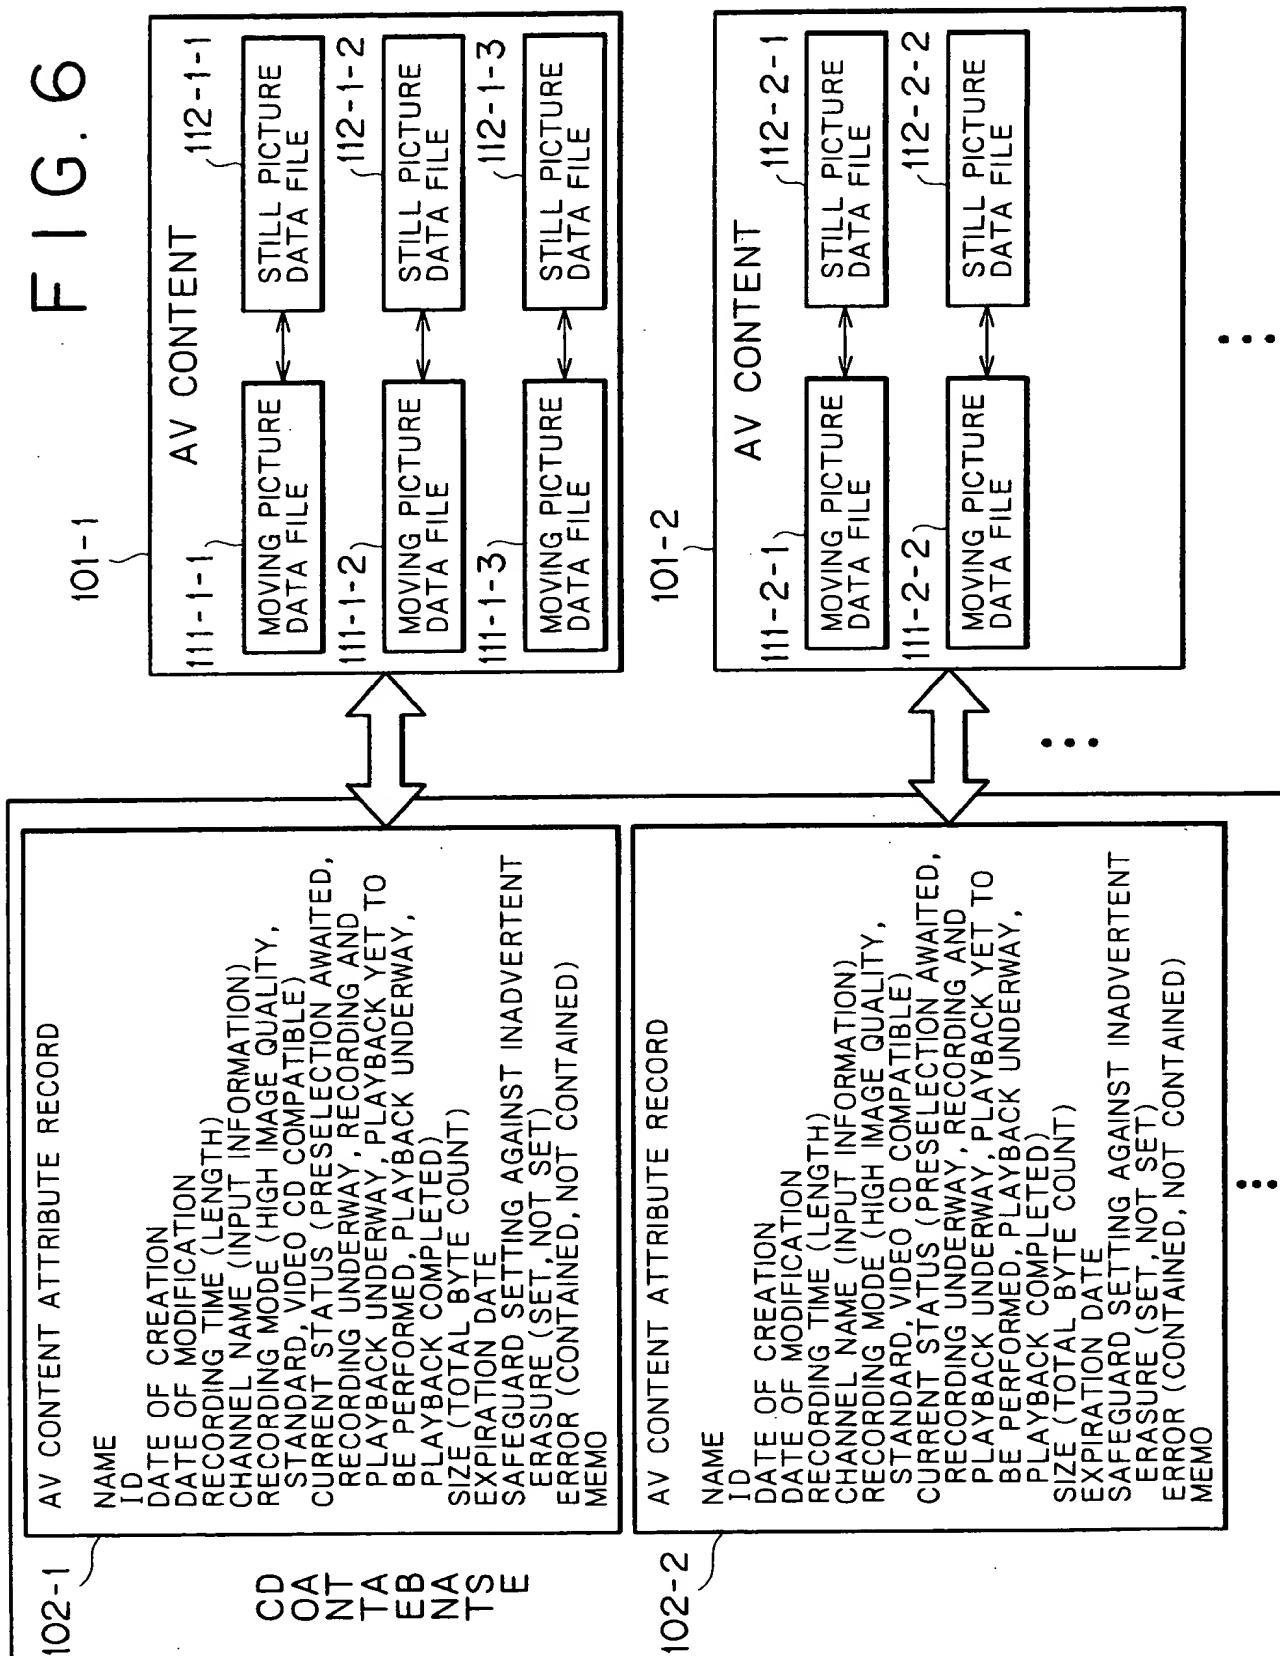 FIG. 6
102-1
CD
OA
NT
TA
EB
NA
TS
E
AV CONTENT ATTRIBUTE RECORD
NAME
ID
DATE OF CREATION
DATE OF MODIFICATION
RECORDING TIME (LENGTH)
CHANNEL NAME (INPUT INFORMATION)
RECORDING MODE (HIGH IMAGE QUALITY,
STANDARD, VIDEO CD COMPATIBLE)
CURRENT STATUS (PRESELECTION AWAITED,
RECORDING UNDERWAY, RECORDING AND
PLAYBACK UNDERWAY, PLAYBACK YET TO
BE PERFORMED, PLAYBACK UNDERWAY,
PLAYBACK COMPLETED)
SIZE (TOTAL BYTE COUNT)
EXPIRATION DATE
SAFEGUARD SETTING AGAINST INADVERTENT
ERASURE (SET, NOT SET)
ERROR (CONTAINED, NOT CONTAINED)
MEMO
101-1
AV CONTENT
111-1-1
MOVING PICTURE
DATA FILE
112-1-1
STILL PICTURE
DATA FILE
111-1-2
MOVING PICTURE
DATA FILE
112-1-2
STILL PICTURE
DATA FILE
111-1-3
MOVING PICTURE
DATA FILE
112-1-3
STILL PICTURE
DATA FILE
102-2
AV CONTENT ATTRIBUTE RECORD
NAME
ID
DATE OF CREATION
DATE OF MODIFICATION
RECORDING TIME (LENGTH)
CHANNEL NAME (INPUT INFORMATION)
RECORDING MODE (HIGH IMAGE QUALITY,
STANDARD, VIDEO CD COMPATIBLE)
CURRENT STATUS (PRESELECTION AWAITED,
RECORDING UNDERWAY, RECORDING AND
PLAYBACK UNDERWAY, PLAYBACK YET TO
BE PERFORMED, PLAYBACK UNDERWAY,
PLAYBACK COMPLETED)
SIZE (TOTAL BYTE COUNT)
EXPIRATION DATE
SAFEGUARD SETTING AGAINST INADVERTENT
ERASURE (SET, NOT SET)
ERROR (CONTAINED, NOT CONTAINED)
MEMO
101-2
AV CONTENT
111-2-1
MOVING PICTURE
DATA FILE
112-2-1
STILL PICTURE
DATA FILE
111-2-2
MOVING PICTURE
DATA FILE
112-2-2
STILL PICTURE
DATA FILE